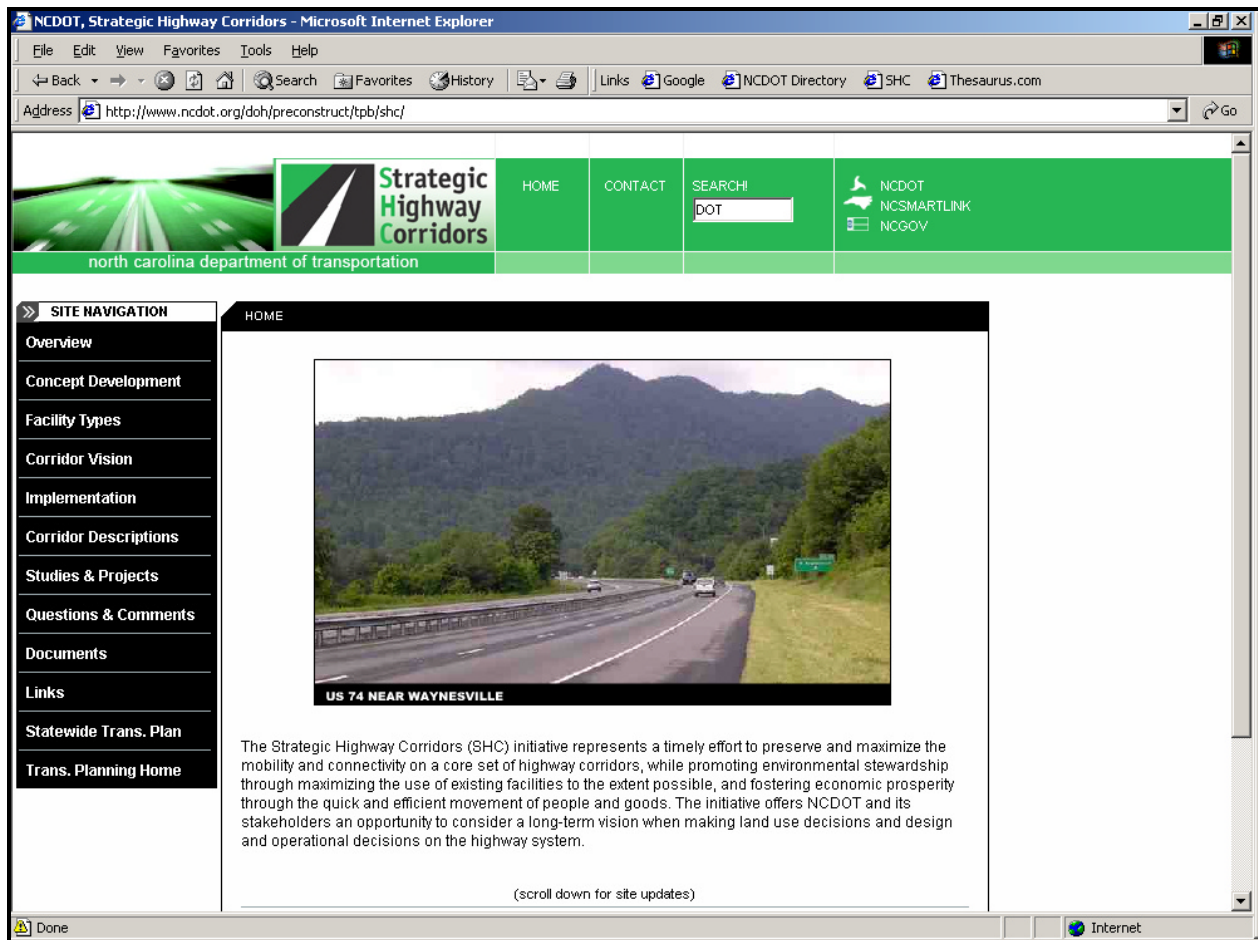 NCDOT, Strategic Highway Corridors - Microsoft Internet Explorer
File Edit View Favorites Tools Help
Back Search Favorites History Links Google NCDOT Directory SHC Thesaurus.com
Address http://www.ncdot.org/doh/preconstruct/tpb/shc/ Go
Strategic
Highway
Corridors
north carolina department of transportation
HOME
CONTACT
SEARCH!
DOT
NCDOT
NCSMARTLINK
NCGOV
SITE NAVIGATION
Overview
Concept Development
Facility Types
Corridor Vision
Implementation
Corridor Descriptions
Studies & Projects
Questions & Comments
Documents
Links
Statewide Trans. Plan
Trans. Planning Home
HOME
US 74 NEAR WAYNESVILLE
The Strategic Highway Corridors (SHC) initiative represents a timely effort to preserve and maximize the
mobility and connectivity on a core set of highway corridors, while promoting environmental stewardship
through maximizing the use of existing facilities to the extent possible, and fostering economic prosperity
through the quick and efficient movement of people and goods. The initiative offers NCDOT and its
stakeholders an opportunity to consider a long-term vision when making land use decisions and design
and operational decisions on the highway system.
(scroll down for site updates)
Done Internet